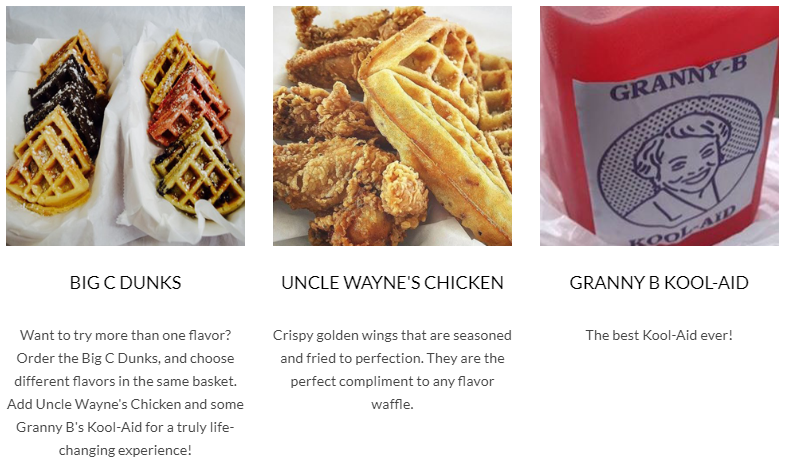 GRANNY-B
KOOL-AID
BIG C DUNKS
Want to try more than one flavor?
Order the Big C Dunks, and choose
different flavors in the same basket.
Add Uncle Wayne's Chicken and some
Granny B's Kool-Aid for a truly life-
changing experience!
UNCLE WAYNE'S CHICKEN
Crispy golden wings that are seasoned
and fried to perfection. They are the
perfect compliment to any flavor
waffle.
GRANNY B KOOL-AID
The best Kool-Aid ever!